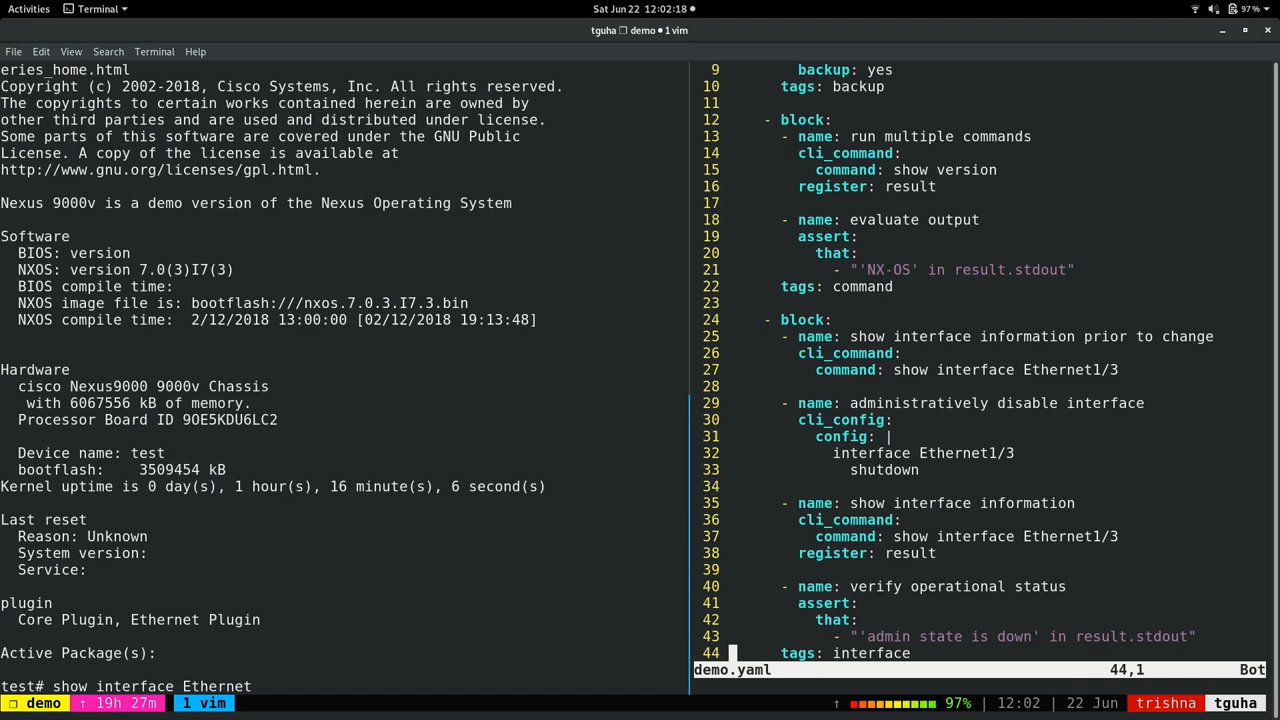 Activities Terminal Sat Jun 22 12:02:18 97%
tguha ❐ demo ● 1 vim
File Edit View Search Terminal Help
eries_home.html
Copyright (c) 2002-2018, Cisco Systems, Inc. All rights reserved.
The copyrights to certain works contained herein are owned by
other third parties and are used and distributed under license.
Some parts of this software are covered under the GNU Public
License. A copy of the license is available at
http://www.gnu.org/licenses/gpl.html.
Nexus 9000v is a demo version of the Nexus Operating System
Software
BIOS: version
NXOS: version 7.0(3)I7(3)
BIOS compile time:
NXOS image file is: bootflash:///nxos.7.0.3.I7.3.bin
NXOS compile time:  2/12/2018 13:00:00 [02/12/2018 19:13:48]
Hardware
cisco Nexus9000 9000v Chassis
with 6067556 kB of memory.
Processor Board ID 9OE5KDU6LC2
Device name: test
bootflash:    3509454 kB
Kernel uptime is 0 day(s), 1 hour(s), 16 minute(s), 6 second(s)
Last reset
Reason: Unknown
System version:
Service:
plugin
Core Plugin, Ethernet Plugin
Active Package(s):
test# show interface Ethernet
9         backup: yes
10       tags: backup
11
12     - block:
13       - name: run multiple commands
14         cli_command:
15           command: show version
16         register: result
17
18       - name: evaluate output
19         assert:
20           that:
21             - "'NX-OS' in result.stdout"
22       tags: command
23
24     - block:
25       - name: show interface information prior to change
26         cli_command:
27           command: show interface Ethernet1/3
28
29       - name: administratively disable interface
30         cli_config:
31           config: |
32             interface Ethernet1/3
33               shutdown
34
35       - name: show interface information
36         cli_command:
37           command: show interface Ethernet1/3
38         register: result
39
40       - name: verify operational status
41         assert:
42           that:
43             - "'admin state is down' in result.stdout"
44       tags: interface
demo.yaml 44,1 Bot
❐ demo ↑ 19h 27m 1 vim ↑ 97% | 12:02 | 22 Jun trishna tguha